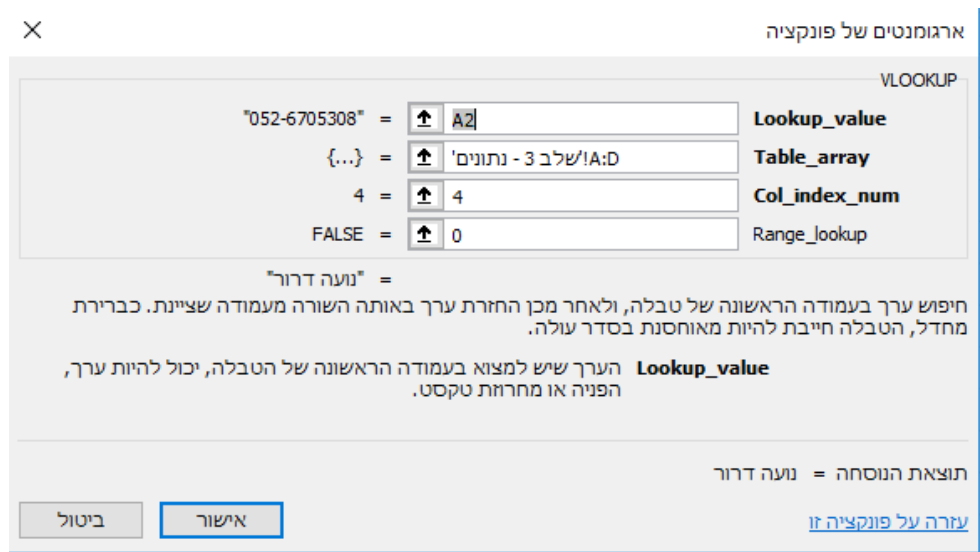 ארגומנטים של פונקציה
VLOOKUP
Lookup_value A2 = "052-6705308"
Table_array 'שלב 3 - נתונים'!A:D = {...}
Col_index_num 4 = 4
Range_lookup 0 = FALSE
= "נועה דרור"
חיפוש ערך בעמודה הראשונה של טבלה, ולאחר מכן החזרת ערך באותה השורה מעמודה שציינת. כברירת
מחדל, הטבלה חייבת להיות מאוחסנת בסדר עולה.
Lookup_value הערך שיש למצוא בעמודה הראשונה של הטבלה, יכול להיות ערך,
הפניה או מחרוזת טקסט.
תוצאת הנוסחה = נועה דרור
עזרה על פונקציה זו
אישור ביטול